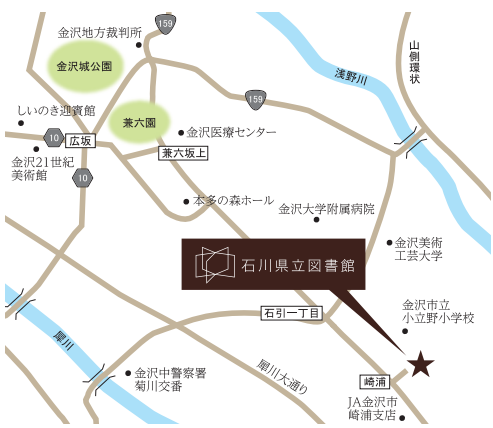 159
金沢地方裁判所
金沢城公園
山側環状
浅野川
159
しいのき迎賓館
兼六園
10
広坂
金沢医療センター
兼六坂上
金沢21世紀
美術館
10
本多の森ホール
金沢大学附属病院
金沢美術
工芸大学
石川県立図書館
金沢市立
小立野小学校
石引一丁目
犀川
金沢中警察署
菊川交番
犀川大通り
崎浦
JA金沢市
崎浦支店